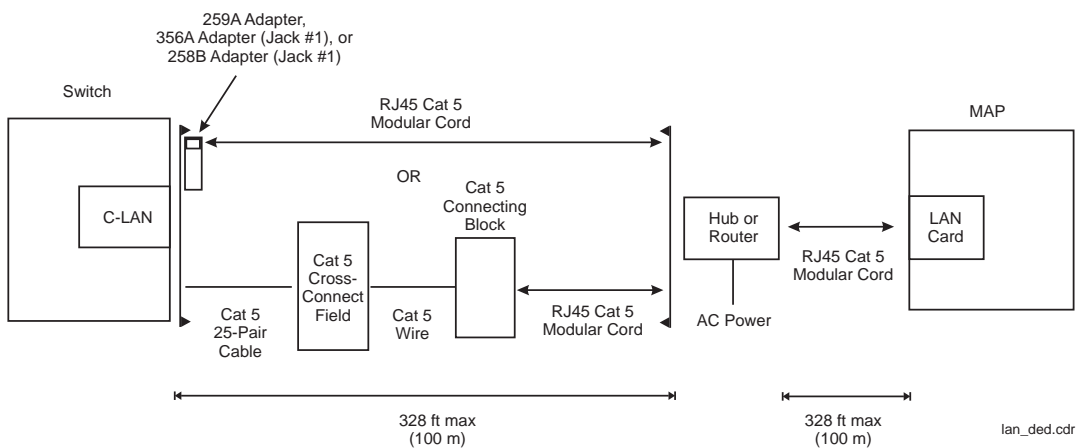 259A Adapter,
356A Adapter (Jack #1), or
258B Adapter (Jack #1)
Switch
RJ45 Cat 5
Modular Cord
MAP
OR
C-LAN
Cat 5
Connecting
Block
Hub or
Router
LAN
Card
Cat 5
Cross-
Connect
Field
RJ45 Cat 5
Modular Cord
Cat 5
25-Pair
Cable
Cat 5
Wire
RJ45 Cat 5
Modular Cord
AC Power
328 ft max
(100 m)
328 ft max
(100 m)
lan_ded.cdr